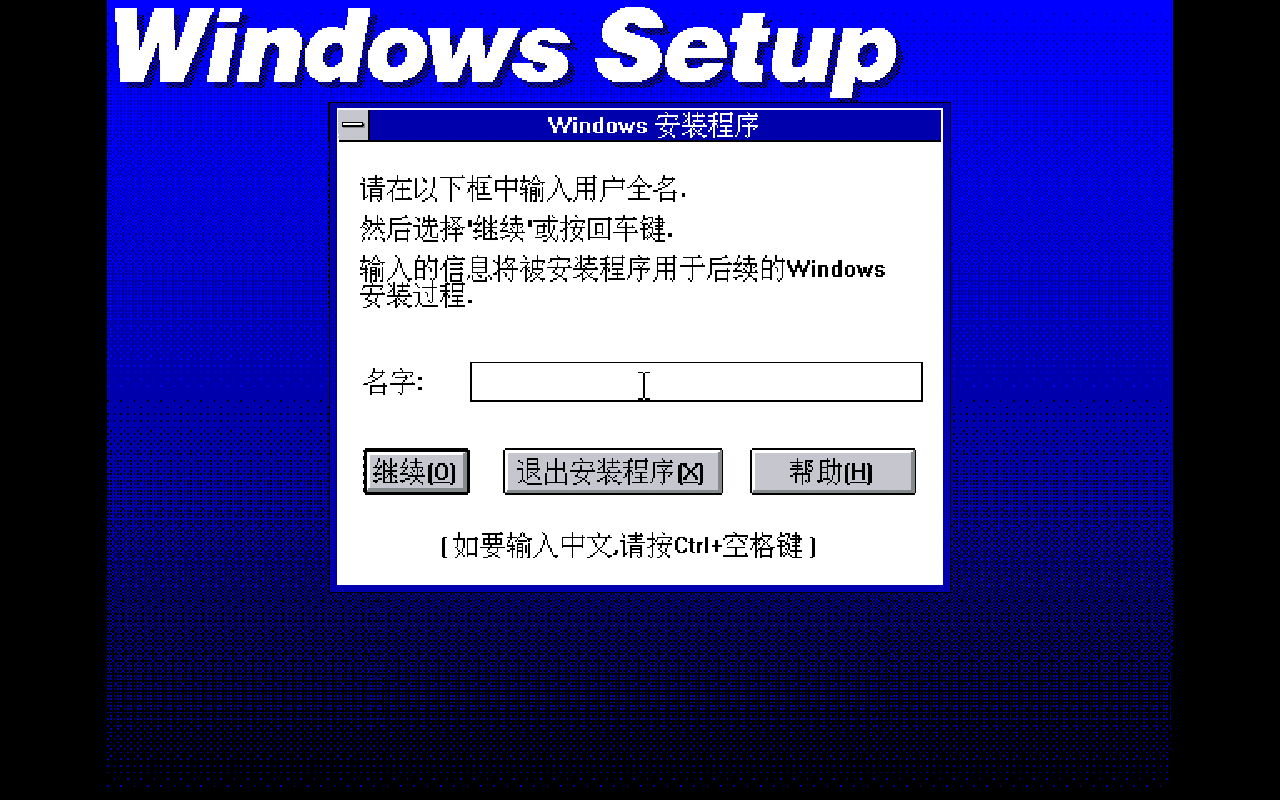 Windows Setup
Windows 安装程序
请在以下框中输入用户全名.
然后选择"继续"或按回车键.
输入的信息将被安装程序用于后续的Windows
安装过程.
名字:
继续(O) 退出安装程序(X) 帮助(H)
(如要输入中文,请按Ctrl+空格键)